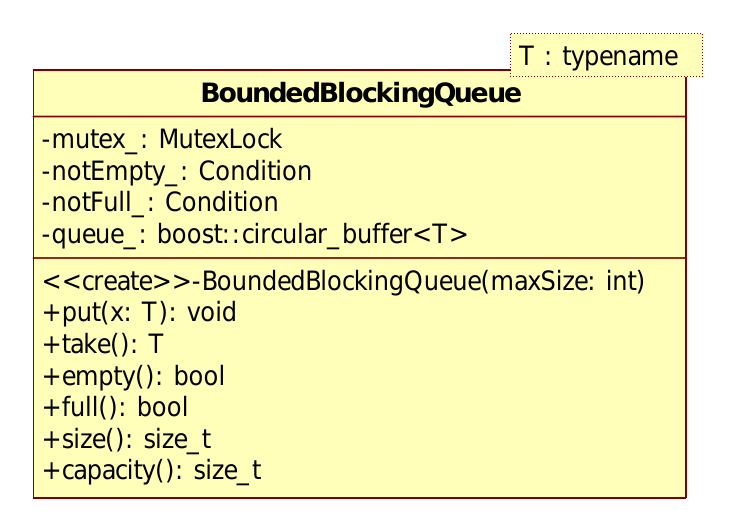 T : typename
BoundedBlockingQueue
-mutex_: MutexLock
-notEmpty_: Condition
-notFull_: Condition
-queue_: boost::circular_buffer<T>
<<create>>-BoundedBlockingQueue(maxSize: int)
+put(x: T): void
+take(): T
+empty(): bool
+full(): bool
+size(): size_t
+capacity(): size_t